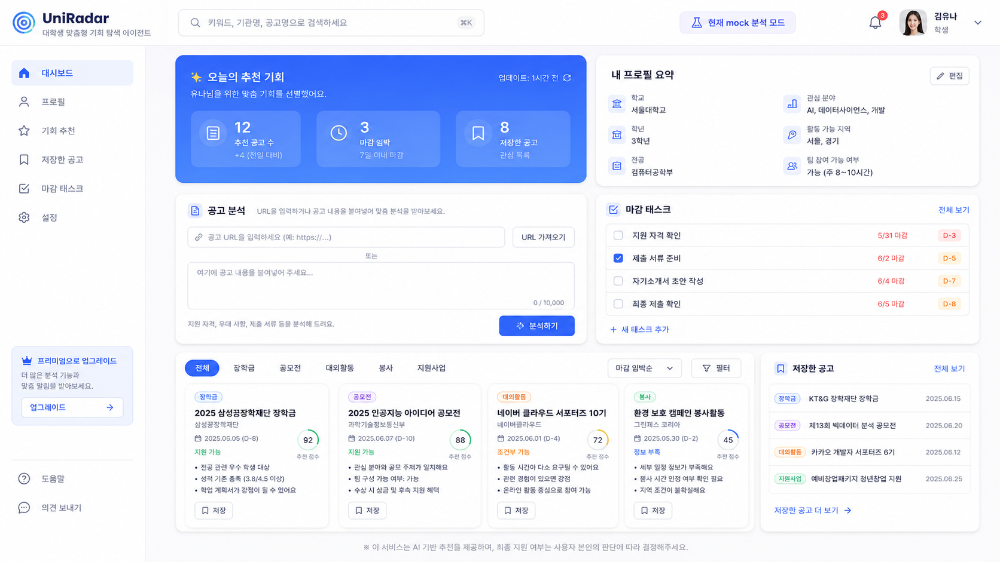 UniRadar
대학생 맞춤형 기회 탐색 에이전트
키워드, 기관명, 공고명으로 검색하세요
⌘K
현재 mock 분석 모드
3
김유나
학생
대시보드
프로필
기회 추천
저장한 공고
마감 태스크
설정
프리미엄으로 업그레이드
더 많은 분석 기능과
맞춤 알림을 받아보세요.
업그레이드 →
도움말
의견 보내기
오늘의 추천 기회
업데이트: 1시간 전
유나님을 위한 맞춤 기회를 선별했어요.
12
추천 공고 수
+4 (전일 대비)
3
마감 임박
7일 이내 마감
8
저장한 공고
관심 목록
내 프로필 요약
편집
학교
서울대학교
관심 분야
AI, 데이터사이언스, 개발
학년
3학년
활동 가능 지역
서울, 경기
전공
컴퓨터공학부
팀 참여 가능 여부
가능 (주 8~10시간)
공고 분석
URL을 입력하거나 공고 내용을 붙여넣어 맞춤 분석을 받아보세요.
공고 URL을 입력하세요 (예: https://...)
URL 가져오기
또는
여기에 공고 내용을 붙여넣어 주세요...
0 / 10,000
지원 자격, 우대 사항, 제출 서류 등을 분석해 드려요.
분석하기
마감 태스크
전체 보기
지원 자격 확인 5/31 마감 D-3
제출 서류 준비 6/2 마감 D-5
자기소개서 초안 작성 6/4 마감 D-7
최종 제출 확인 6/5 마감 D-8
+ 새 태스크 추가
전체 장학금 공모전 대외활동 봉사 지원사업
마감 임박순
필터
장학금
2025 삼성꿈장학재단 장학금
삼성꿈장학재단
2025.06.05 (D-8)
지원 가능
92
추천 점수
• 전공 관련 우수 학생 대상
• 성적 기준 충족 (3.8/4.5 이상)
• 학업 계획서가 강점이 될 수 있어요
저장
공모전
2025 인공지능 아이디어 공모전
과학기술정보통신부
2025.06.07 (D-10)
지원 가능
88
추천 점수
• 관심 분야와 공모 주제가 일치해요
• 팀 구성 가능 여부: 가능
• 수상 시 상금 및 후속 지원 혜택
저장
대외활동
네이버 클라우드 서포터즈 10기
네이버클라우드
2025.06.01 (D-4)
조건부 가능
72
추천 점수
• 활동 시간이 다소 요구될 수 있어요
• 관련 경험이 있으면 강점
• 온라인 활동 중심으로 참여 가능
저장
봉사
환경 보호 캠페인 봉사활동
그린피스 코리아
2025.05.30 (D-2)
정보 부족
45
추천 점수
• 세부 일정 정보가 부족해요
• 봉사 시간 인정 여부 확인 필요
• 지역 조건이 불확실해요
저장
저장한 공고
전체 보기
장학금 KT&G 장학재단 장학금 2025.06.15
공모전 제13회 빅데이터 분석 공모전 2025.06.20
대외활동 카카오 개발자 서포터즈 6기 2025.06.12
지원사업 예비창업패키지 청년창업 지원 2025.06.25
저장한 공고 더 보기 →
※ 이 서비스는 AI 기반 추천을 제공하며, 최종 지원 여부는 사용자 본인의 판단에 따라 결정해주세요.